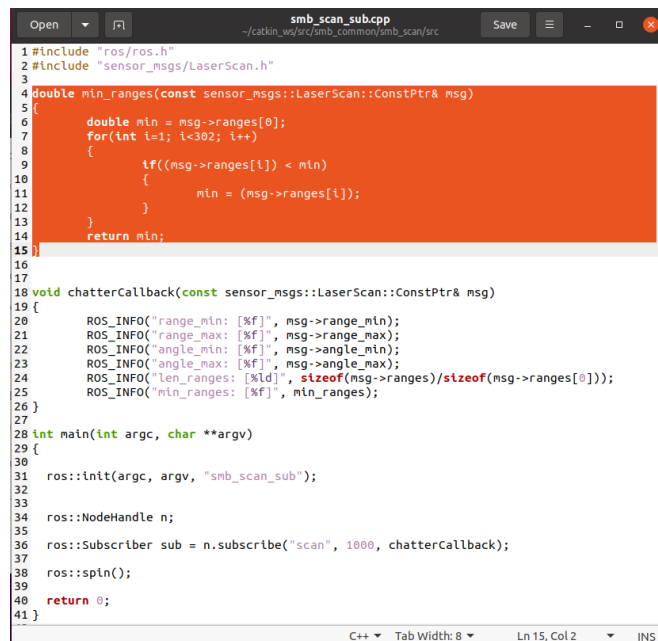 Open
smb_scan_sub.cpp
~/catkin_ws/src/smb_common/smb_scan/src
Save
1 #include "ros/ros.h"
2 #include "sensor_msgs/LaserScan.h"
3
4 double min_ranges(const sensor_msgs::LaserScan::ConstPtr& msg)
5 {
6         double min = msg->ranges[0];
7         for(int i=1; i<302; i++)
8         {
9                 if((msg->ranges[i]) < min)
10                 {
11                         min = (msg->ranges[i]);
12                 }
13         }
14         return min;
15 }
16
17
18 void chatterCallback(const sensor_msgs::LaserScan::ConstPtr& msg)
19 {
20         ROS_INFO("range_min: [%f]", msg->range_min);
21         ROS_INFO("range_max: [%f]", msg->range_max);
22         ROS_INFO("angle_min: [%f]", msg->angle_min);
23         ROS_INFO("angle_max: [%f]", msg->angle_max);
24         ROS_INFO("len_ranges: [%ld]", sizeof(msg->ranges)/sizeof(msg->ranges[0]));
25         ROS_INFO("min_ranges: [%f]", min_ranges);
26 }
27
28 int main(int argc, char **argv)
29 {
30
31   ros::init(argc, argv, "smb_scan_sub");
32
33
34   ros::NodeHandle n;
35
36   ros::Subscriber sub = n.subscribe("scan", 1000, chatterCallback);
37
38   ros::spin();
39
40   return 0;
41 }
C++ Tab Width: 8 Ln 15, Col 2 INS